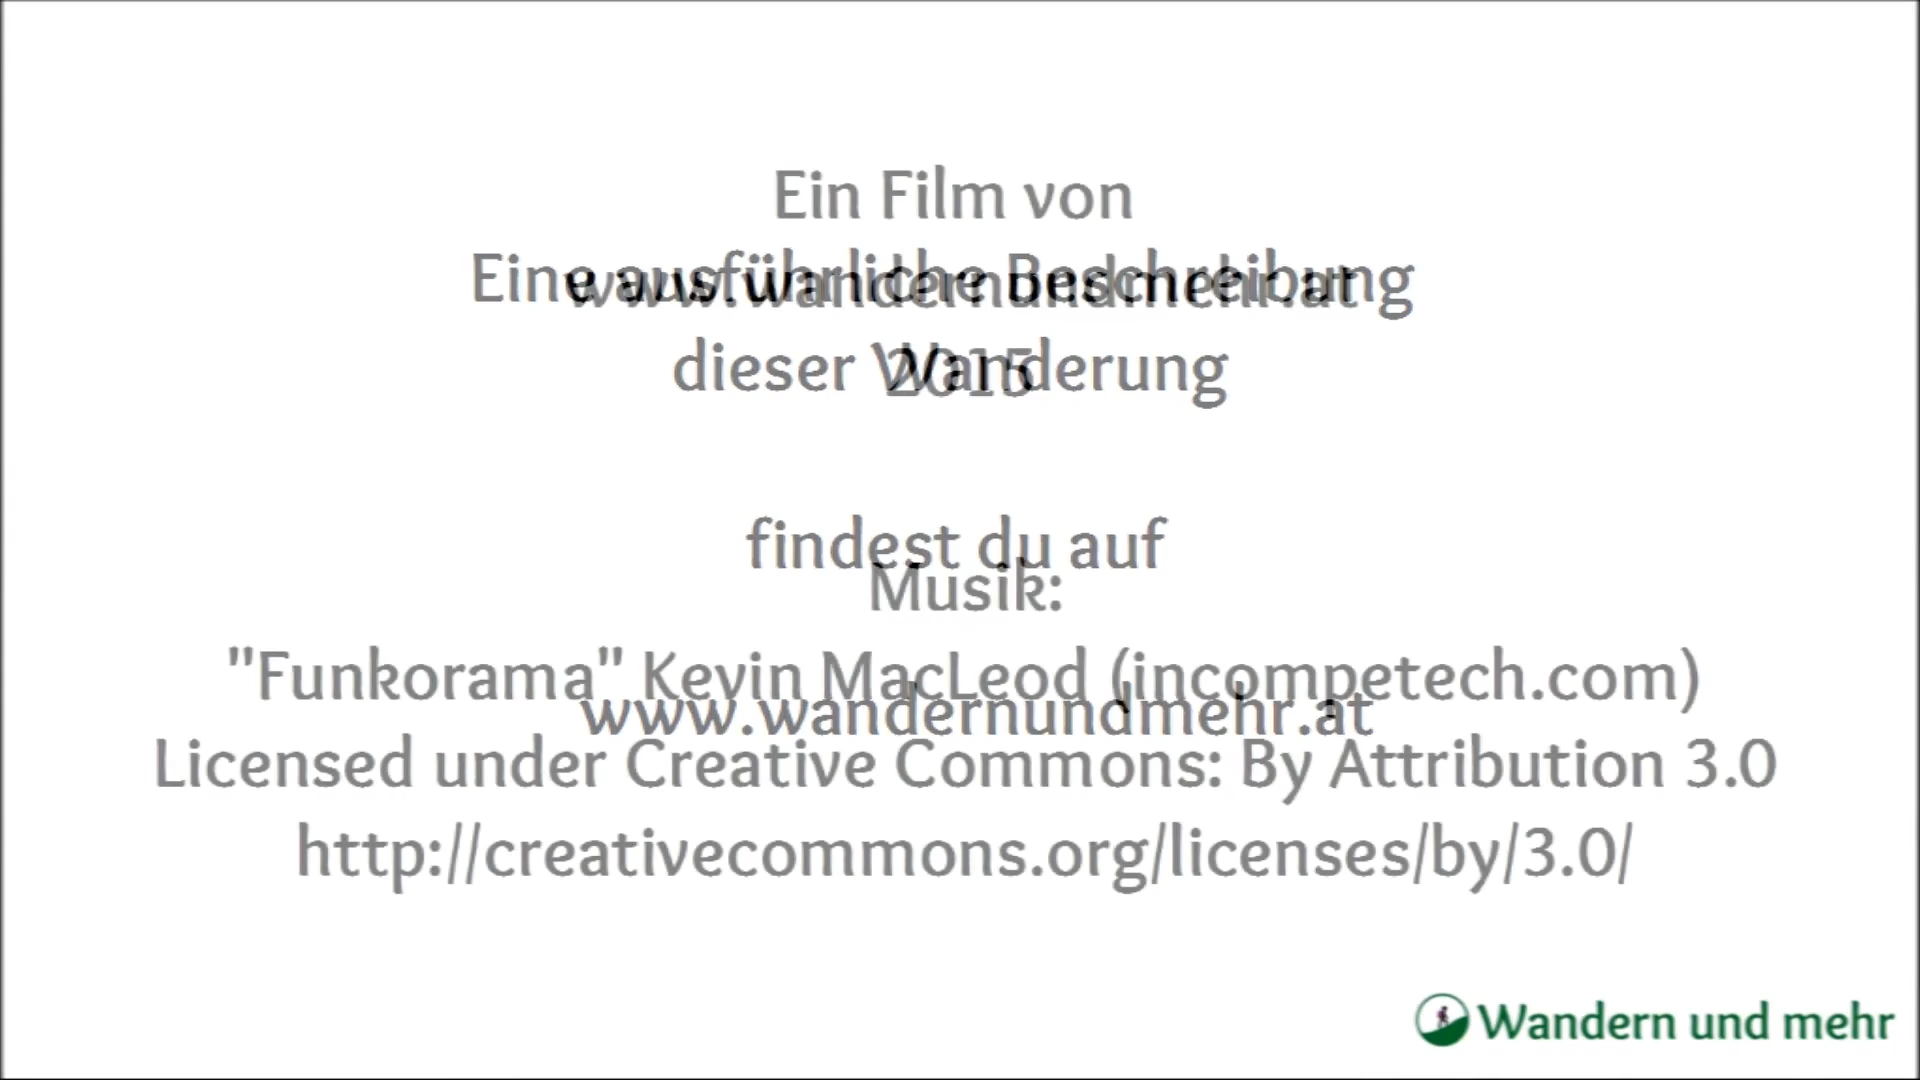 Ein Film von
Eine ausführliche Beschreibung
www.wandernundmehr.at
dieser Wanderung
2015
findest du auf
Musik:
"Funkorama" Kevin MacLeod (incompetech.com)
www.wandernundmehr.at
Licensed under Creative Commons: By Attribution 3.0
http://creativecommons.org/licenses/by/3.0/
Wandern und mehr